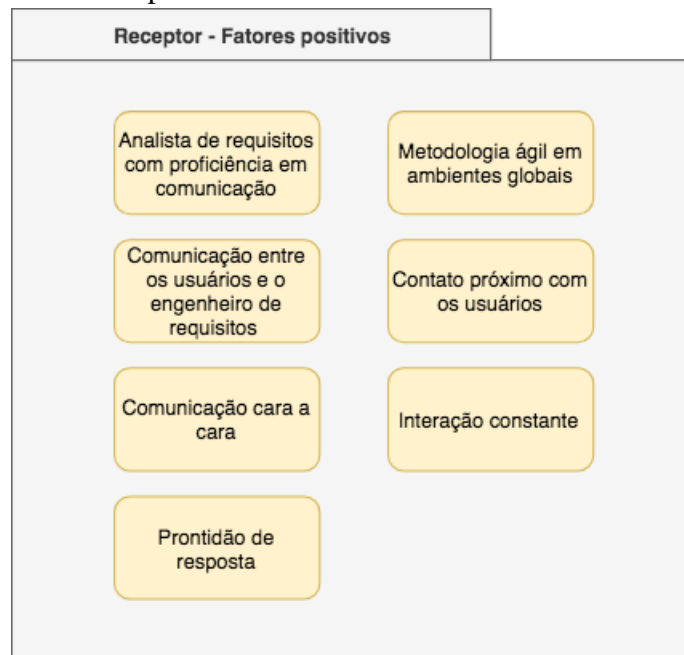 Receptor - Fatores positivos
Analista de requisitos
com proficiência em
comunicação
Metodologia ágil em
ambientes globais
Comunicação entre
os usuários e o
engenheiro de
requisitos
Contato próximo com
os usuários
Comunicação cara a
cara
Interação constante
Prontidão de
resposta